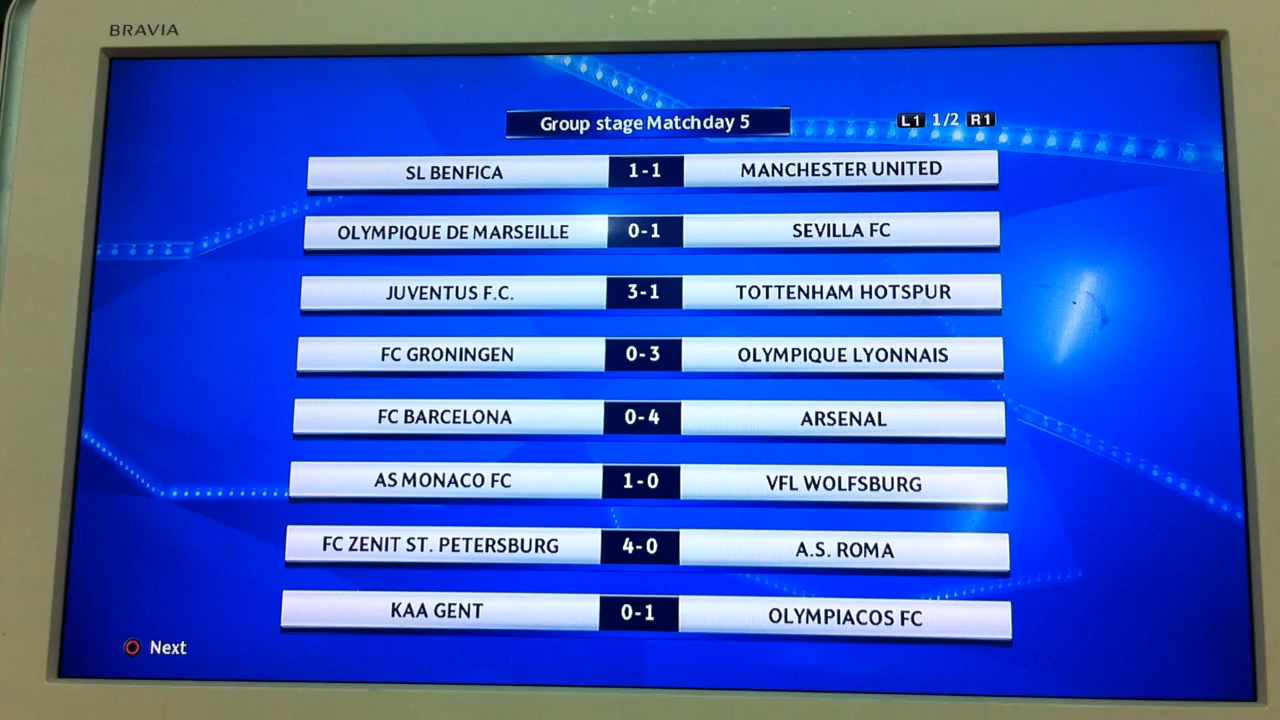 BRAVIA
Group stage Matchday 5
L1 1/2 R1
SL BENFICA 1-1 MANCHESTER UNITED
OLYMPIQUE DE MARSEILLE 0-1 SEVILLA FC
JUVENTUS F.C. 3-1 TOTTENHAM HOTSPUR
FC GRONINGEN 0-3 OLYMPIQUE LYONNAIS
FC BARCELONA 0-4 ARSENAL
AS MONACO FC 1-0 VFL WOLFSBURG
FC ZENIT ST. PETERSBURG 4-0 A.S. ROMA
KAA GENT 0-1 OLYMPIACOS FC
Next